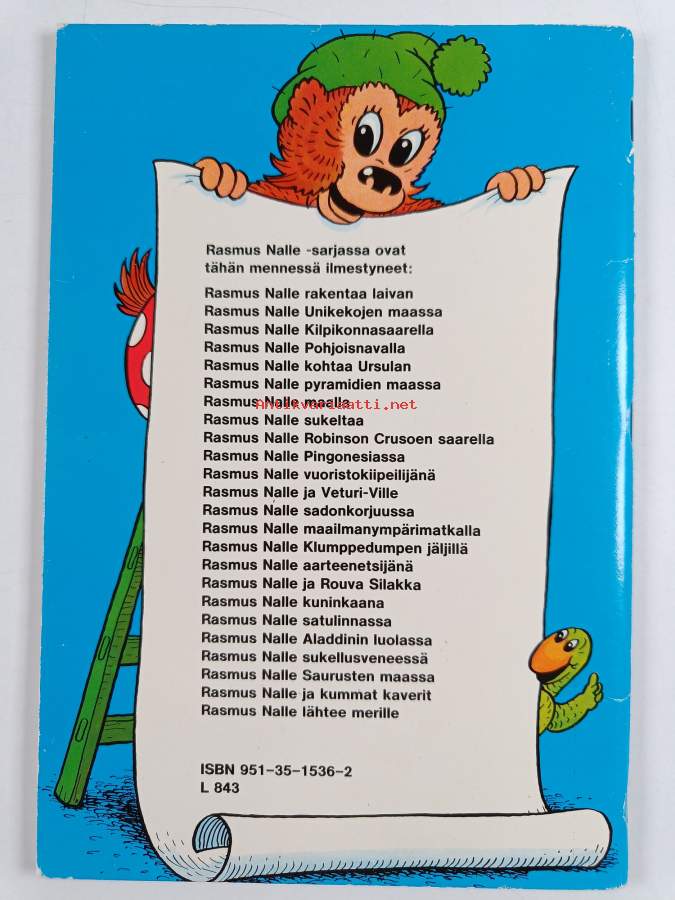 Rasmus Nalle -sarjassa ovat
tähän mennessä ilmestyneet:
Rasmus Nalle rakentaa laivan
Rasmus Nalle Unikekojen maassa
Rasmus Nalle Kilpikonnasaarella
Rasmus Nalle Pohjoisnavalla
Rasmus Nalle kohtaa Ursulan
Rasmus Nalle pyramidien maassa
Rasmus Nalle maalla
Antikvariaatti.net
Rasmus Nalle sukeltaa
Rasmus Nalle Robinson Crusoen saarella
Rasmus Nalle Pingonesiassa
Rasmus Nalle vuoristokiipeilijänä
Rasmus Nalle ja Veturi-Ville
Rasmus Nalle sadonkorjuussa
Rasmus Nalle maailmanympärimatkalla
Rasmus Nalle Klumppedumpen jäljillä
Rasmus Nalle aarteenetsijänä
Rasmus Nalle ja Rouva Silakka
Rasmus Nalle kuninkaana
Rasmus Nalle satulinnassa
Rasmus Nalle Aladdinin luolassa
Rasmus Nalle sukellusveneessä
Rasmus Nalle Saurusten maassa
Rasmus Nalle ja kummat kaverit
Rasmus Nalle lähtee merille
ISBN 951-35-1536-2
L 843